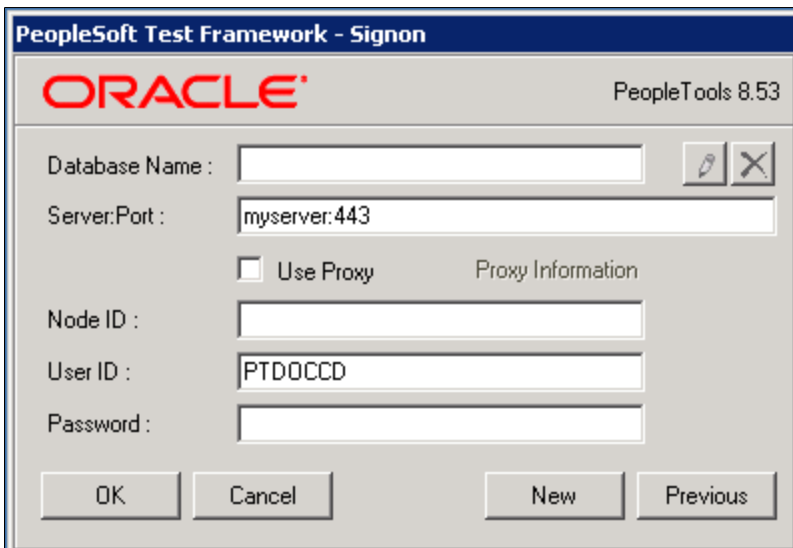 PeopleSoft Test Framework - Signon
ORACLE PeopleTools 8.53
Database Name :
Server:Port : myserver:443
Use Proxy Proxy Information
Node ID :
User ID : PTDOCCD
Password :
OK Cancel New Previous